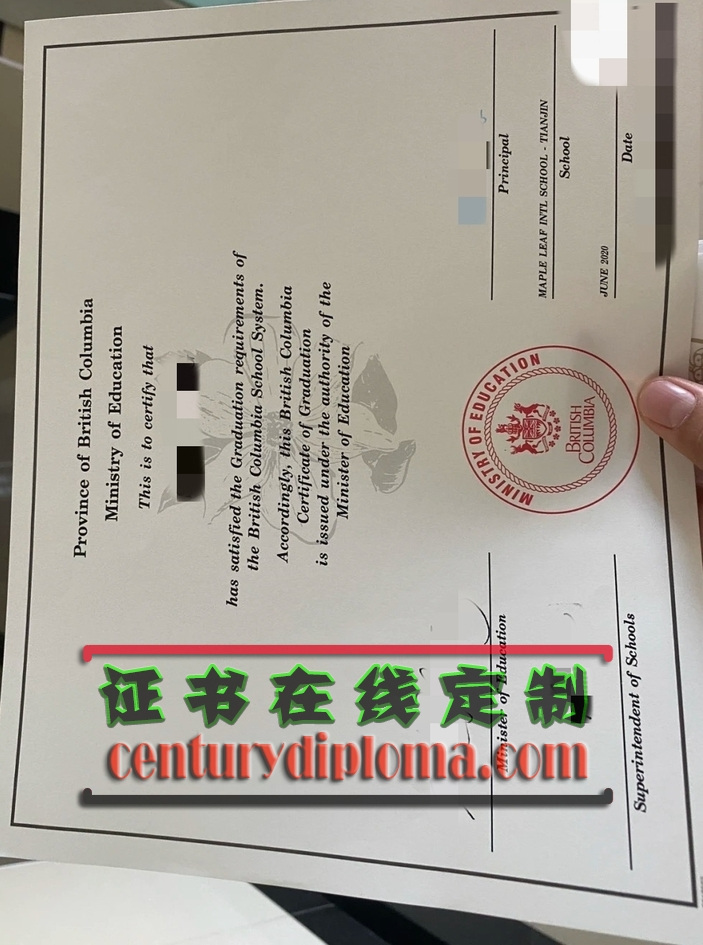 Province of British Columbia
Ministry of Education
This is to certify that
has satisfied the Graduation requirements of
the British Columbia School System.
Accordingly, this British Columbia
Certificate of Graduation
is issued under the authority of the
Minister of Education
Minister of Education
Superintendent of Schools
MINISTRY OF EDUCATION
BRITISH
COLUMBIA
Principal
MAPLE LEAF INTL SCHOOL - TIANJIN
School
JUNE 2020
Date
证书在线定制
centurydiploma.com